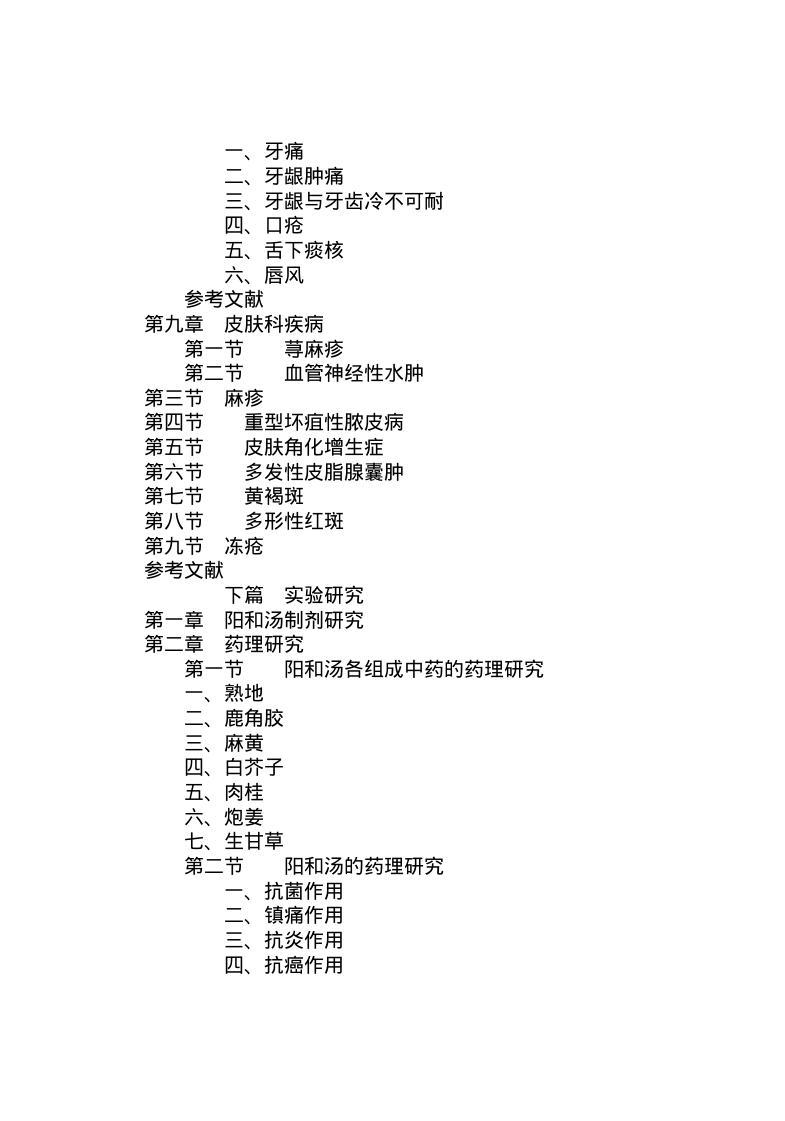 一、牙痛
二、牙龈肿痛
三、牙龈与牙齿冷不可耐
四、口疮
五、舌下痰核
六、唇风
参考文献
第九章　皮肤科疾病
第一节　　荨麻疹
第二节　　血管神经性水肿
第三节　麻疹
第四节　　重型坏疽性脓皮病
第五节　　皮肤角化增生症
第六节　　多发性皮脂腺囊肿
第七节　　黄褐斑
第八节　　多形性红斑
第九节　冻疮
参考文献
下篇　实验研究
第一章　阳和汤制剂研究
第二章　药理研究
第一节　　阳和汤各组成中药的药理研究
一、熟地
二、鹿角胶
三、麻黄
四、白芥子
五、肉桂
六、炮姜
七、生甘草
第二节　　阳和汤的药理研究
一、抗菌作用
二、镇痛作用
三、抗炎作用
四、抗癌作用